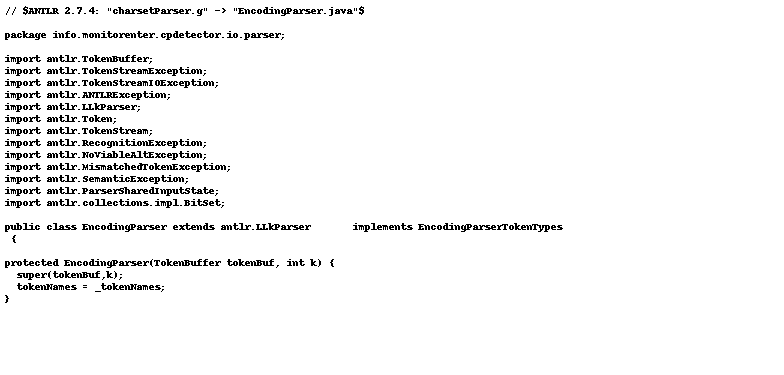 // $ANTLR 2.7.4: "charsetParser.g" -> "EncodingParser.java"$
package info.monitorenter.cpdetector.io.parser;
import antlr.TokenBuffer;
import antlr.TokenStreamException;
import antlr.TokenStreamIOException;
import antlr.ANTLRException;
import antlr.LLkParser;
import antlr.Token;
import antlr.TokenStream;
import antlr.RecognitionException;
import antlr.NoViableAltException;
import antlr.MismatchedTokenException;
import antlr.SemanticException;
import antlr.ParserSharedInputState;
import antlr.collections.impl.BitSet;
public class EncodingParser extends antlr.LLkParser       implements EncodingParserTokenTypes
 {
protected EncodingParser(TokenBuffer tokenBuf, int k) {
  super(tokenBuf,k);
  tokenNames = _tokenNames;
}